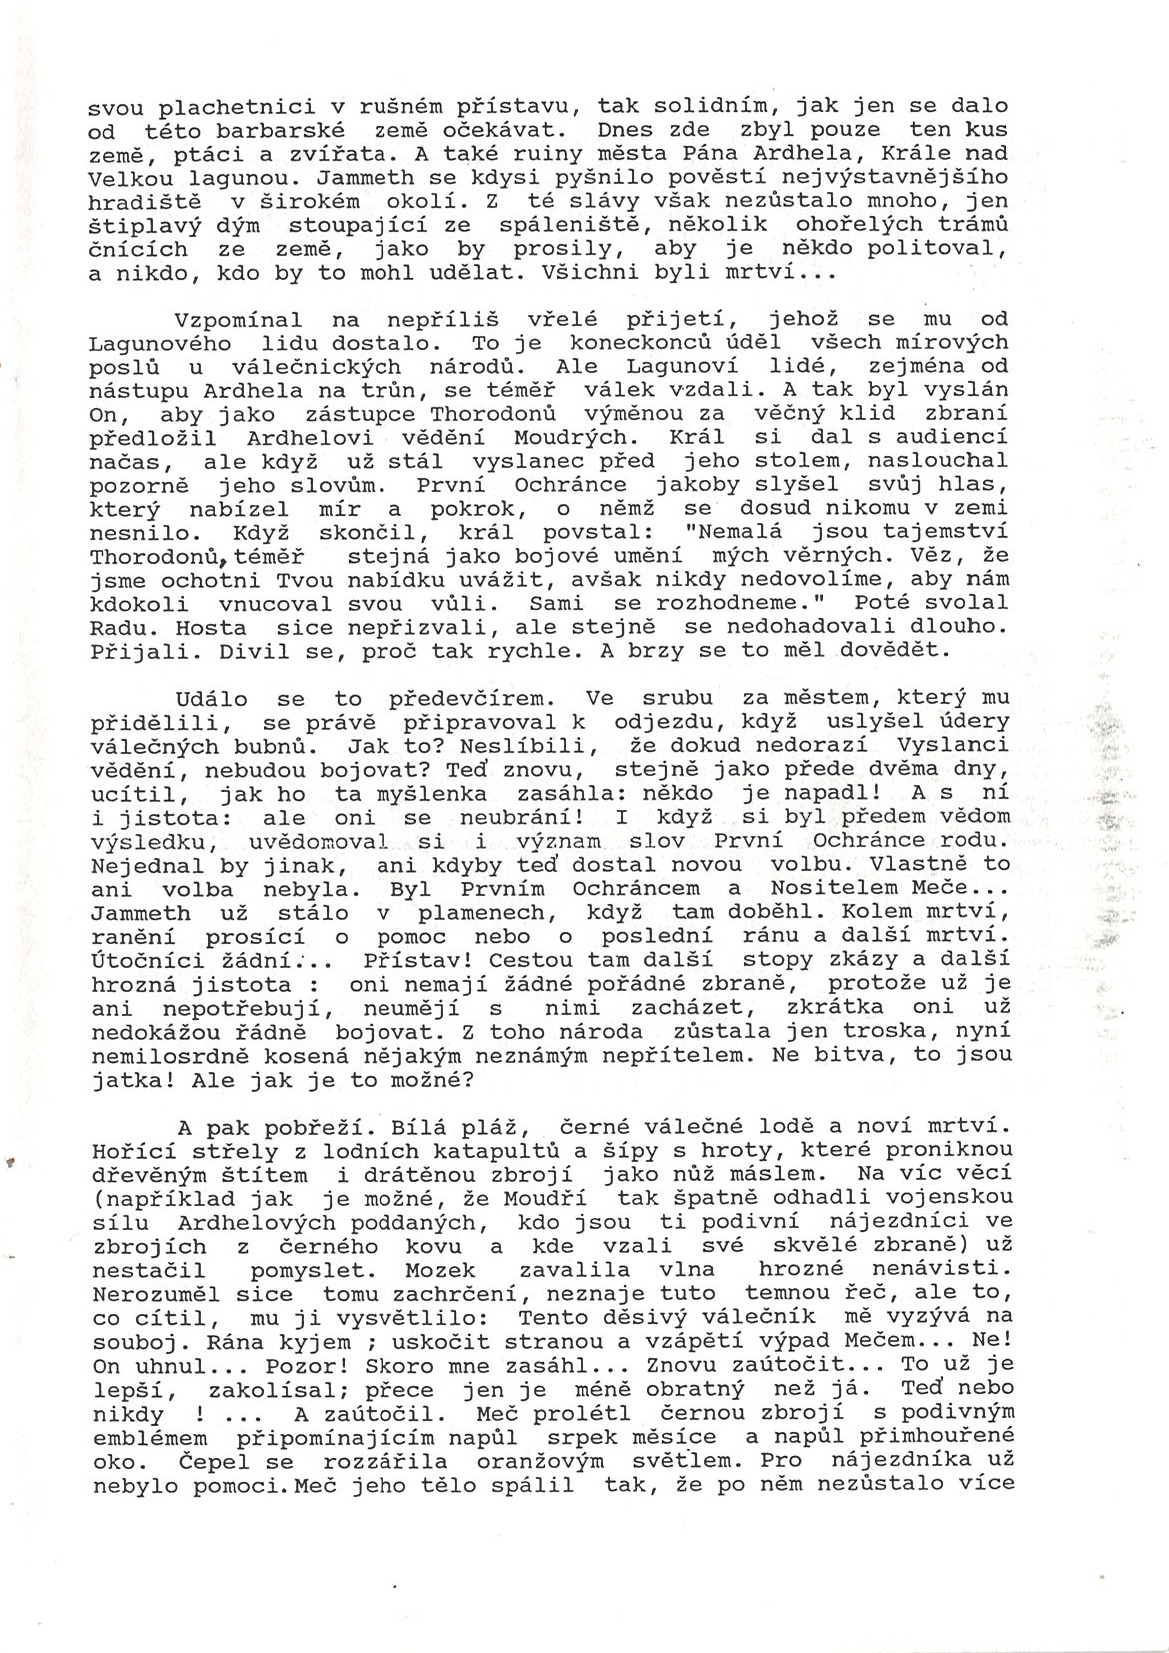 svou plachetnici v rušném přístavu, tak solidním, jak jen se dalo
od této barbarské země očekávat. Dnes zde zbyl pouze ten kus
země, ptáci a zvířata. A také ruiny města Pána Ardhela, Krále nad
Velkou lagunou. Jammeth se kdysi pyšnilo pověstí nejvýstavnějšího
hradiště v širokém okolí. Z té slávy však nezůstalo mnoho, jen
štiplavý dým stoupající ze spáleniště, několik ohořelých trámů
čnících ze země, jako by prosily, aby je někdo politoval,
a nikdo, kdo by to mohl udělat. Všichni byli mrtví...
Vzpomínal na nepříliš vřelé přijetí, jehož se mu od
Lagunového lidu dostalo. To je koneckonců úděl všech mírových
poslů u válečnických národů. Ale Lagunoví lidé, zejména od
nástupu Ardhela na trůn, se téměř válek vzdali. A tak byl vyslán
On, aby jako zástupce Thorodonů výměnou za věčný klid zbraní
předložil Ardhelovi vědění Moudrých. Král si dal s audiencí
načas, ale když už stál vyslanec před jeho stolem, naslouchal
pozorně jeho slovům. První Ochránce jakoby slyšel svůj hlas,
který nabízel mír a pokrok, o němž se dosud nikomu v zemi
nesnilo. Když skončil, král povstal: "Nemalá jsou tajemství
Thorodonů, téměř stejná jako bojové umění mých věrných. Věz, že
jsme ochotni Tvou nabídku uvážit, avšak nikdy nedovolíme, aby nám
kdokoli vnucoval svou vůli. Sami se rozhodneme." Poté svolal
Radu. Hosta sice nepřizvali, ale stejně se nedohadovali dlouho.
Přijali. Divil se, proč tak rychle. A brzy se to měl dovědět.
Událo se to předevčírem. Ve srubu za městem, který mu
přidělili, se právě připravoval k odjezdu, když uslyšel údery
válečných bubnů. Jak to? Neslíbili, že dokud nedorazí Vyslanci
vědění, nebudou bojovat? Teď znovu, stejně jako přede dvěma dny,
ucítil, jak ho ta myšlenka zasáhla: někdo je napadl! A s ní
i jistota: ale oni se neubrání! I když si byl předem vědom
výsledku, uvědomoval si i význam slov První Ochránce rodu.
Nejednal by jinak, ani kdyby teď dostal novou volbu. Vlastně to
ani volba nebyla. Byl Prvním Ochráncem a Nositelem Meče...
Jammeth už stálo v plamenech, když tam doběhl. Kolem mrtví,
ranění prosící o pomoc nebo o poslední ránu a další mrtví.
Útočníci žádní... Přístav! Cestou tam další stopy zkázy a další
hrozná jistota : oni nemají žádné pořádné zbraně, protože už je
ani nepotřebují, neumějí s nimi zacházet, zkrátka oni už
nedokážou řádně bojovat. Z toho národa zůstala jen troska, nyní
nemilosrdně kosená nějakým neznámým nepřítelem. Ne bitva, to jsou
jatka! Ale jak je to možné?
A pak pobřeží. Bílá pláž, černé válečné lodě a noví mrtví.
Hořící střely z lodních katapultů a šípy s hroty, které proniknou
dřevěným štítem i drátěnou zbrojí jako nůž máslem. Na víc věcí
(například jak je možné, že Moudří tak špatně odhadli vojenskou
sílu Ardhelových poddaných, kdo jsou ti podivní nájezdníci ve
zbrojích z černého kovu a kde vzali své skvělé zbraně) už
nestačil pomyslet. Mozek zavalila vlna hrozné nenávisti.
Nerozuměl sice tomu zachrčení, neznaje tuto temnou řeč, ale to,
co cítil, mu ji vysvětlilo: Tento děsivý válečník mě vyzývá na
souboj. Rána kyjem ; uskočit stranou a vzápětí výpad Mečem... Ne!
On uhnul... Pozor! Skoro mne zasáhl... Znovu zaútočit... To už je
lepší, zakolísal; přece jen je méně obratný než já. Teď nebo
nikdy ! ... A zaútočil. Meč prolétl černou zbrojí s podivným
emblémem připomínajícím napůl srpek měsíce a napůl přimhouřené
oko. Čepel se rozzářila oranžovým světlem. Pro nájezdníka už
nebylo pomoci. Meč jeho tělo spálil tak, že po něm nezůstalo více